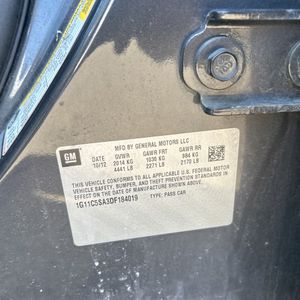 GM
MFD BY GENERAL MOTORS LLC
DATE GVWR GAWR FRT GAWR RR
10/12 2014 KG 1030 KG 984 KG
4441 LB 2271 LB 2170 LB
THIS VEHICLE CONFORMS TO ALL APPLICABLE U.S. FEDERAL MOTOR
VEHICLE SAFETY, BUMPER, AND THEFT PREVENTION STANDARDS IN EFFECT
ON THE DATE OF MANUFACTURE SHOWN ABOVE.
1G11C5SA3DF184019 TYPE: PASS CAR